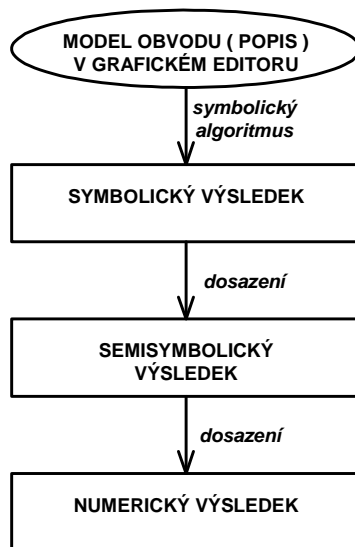 MODEL OBVODU ( POPIS )
V GRAFICKÉM EDITORU
symbolický
algoritmus
SYMBOLICKÝ VÝSLEDEK
dosazení
SEMISYMBOLICKÝ
VÝSLEDEK
dosazení
NUMERICKÝ VÝSLEDEK